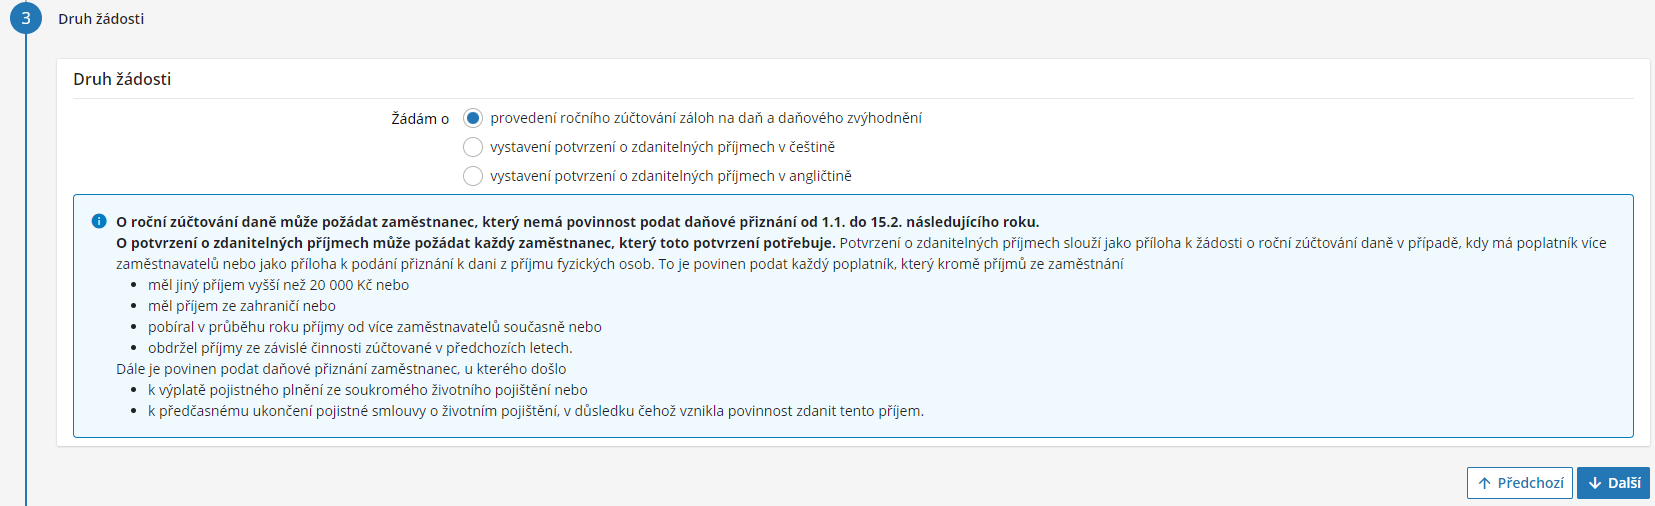 3 Druh žádosti
Druh žádosti
Žádám o
provedení ročního zúčtování záloh na daň a daňového zvýhodnění
vystavení potvrzení o zdanitelných příjmech v češtině
vystavení potvrzení o zdanitelných příjmech v angličtině
O roční zúčtování daně může požádat zaměstnanec, který nemá povinnost podat daňové přiznání od 1.1. do 15.2. následujícího roku.
O potvrzení o zdanitelných příjmech může požádat každý zaměstnanec, který toto potvrzení potřebuje. Potvrzení o zdanitelných příjmech slouží jako příloha k žádosti o roční zúčtování daně v případě, kdy má poplatník více
zaměstnavatelů nebo jako příloha k podání přiznání k dani z příjmu fyzických osob. To je povinen podat každý poplatník, který kromě příjmů ze zaměstnání
• měl jiný příjem vyšší než 20 000 Kč nebo
• měl příjem ze zahraničí nebo
• pobíral v průběhu roku příjmy od více zaměstnavatelů současně nebo
• obdržel příjmy ze závislé činnosti zúčtované v předchozích letech.
Dále je povinen podat daňové přiznání zaměstnanec, u kterého došlo
• k výplatě pojistného plnění ze soukromého životního pojištění nebo
• k předčasnému ukončení pojistné smlouvy o životním pojištění, v důsledku čehož vznikla povinnost zdanit tento příjem.
Předchozí
Další